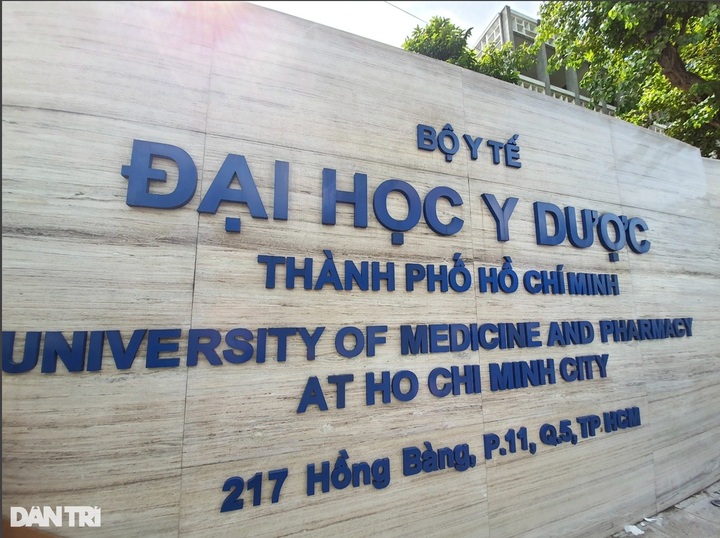 BỘ Y TẾ
ĐẠI HỌC Y DƯỢC
THÀNH PHỐ HỒ CHÍ MINH
UNIVERSITY OF MEDICINE AND PHARMACY
AT HO CHI MINH CITY
217 Hồng Bàng, P.11, Q.5, TP HCM
DÂN TRÍ